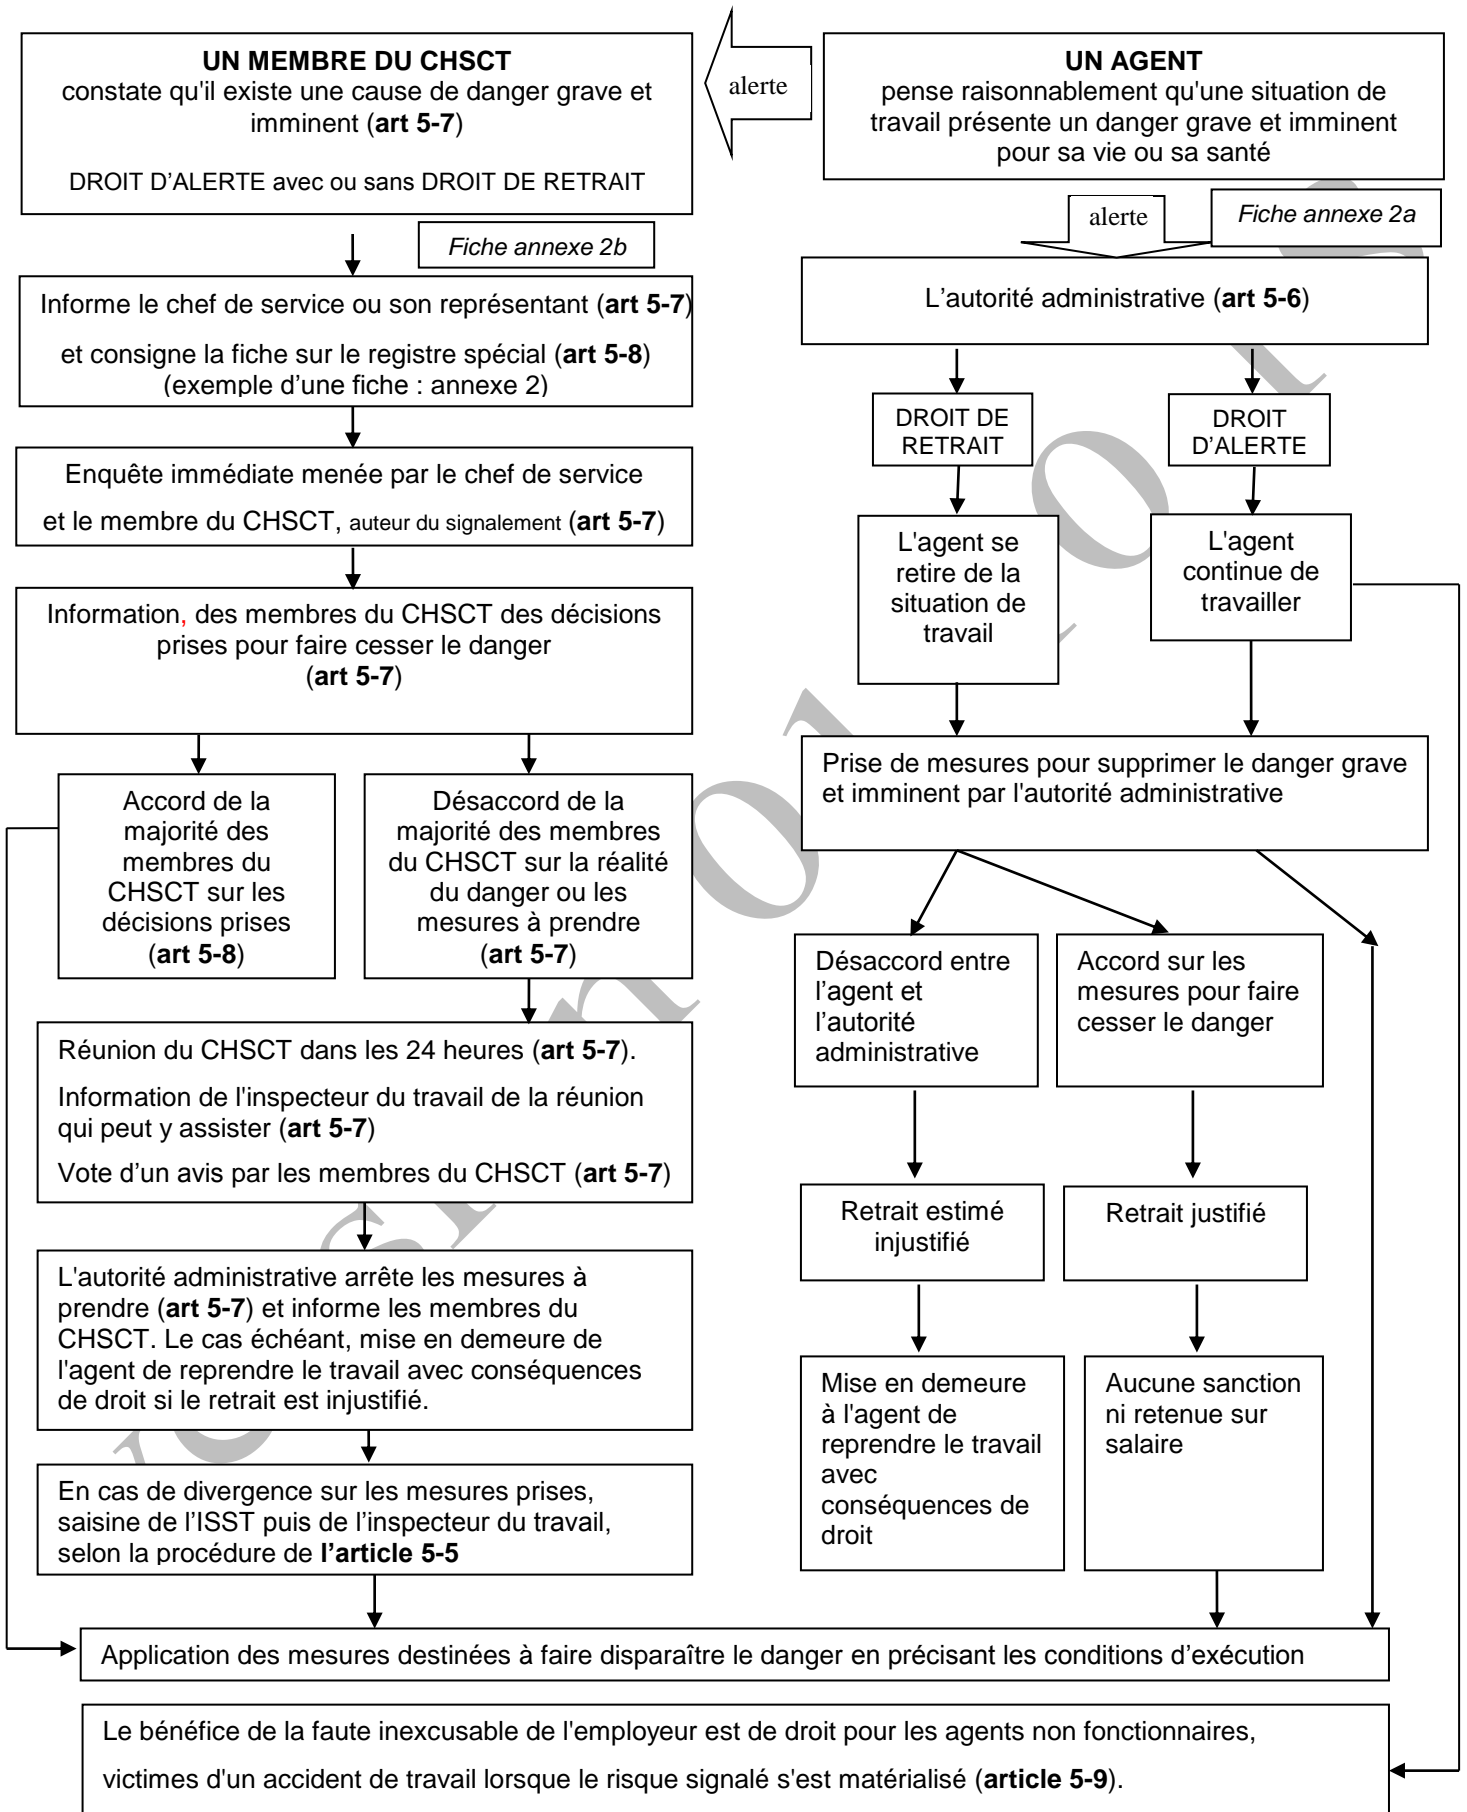 UN MEMBRE DU CHSCT
constate qu'il existe une cause de danger grave et
imminent (art 5-7)
DROIT D'ALERTE avec ou sans DROIT DE RETRAIT
alerte
UN AGENT
pense raisonnablement qu'une situation de
travail présente un danger grave et imminent
pour sa vie ou sa santé
alerte
Fiche annexe 2a
Fiche annexe 2b
Informe le chef de service ou son représentant (art 5-7)
et consigne la fiche sur le registre spécial (art 5-8)
(exemple d'une fiche : annexe 2)
L'autorité administrative (art 5-6)
DROIT DE
RETRAIT
DROIT
D'ALERTE
Enquête immédiate menée par le chef de service
et le membre du CHSCT, auteur du signalement (art 5-7)
L'agent se
retire de la
situation de
travail
L'agent
continue de
travailler
Information, des membres du CHSCT des décisions
prises pour faire cesser le danger
(art 5-7)
Prise de mesures pour supprimer le danger grave
et imminent par l'autorité administrative
Accord de la
majorité des
membres du
CHSCT sur les
décisions prises
(art 5-8)
Désaccord de la
majorité des membres
du CHSCT sur la réalité
du danger ou les
mesures à prendre
(art 5-7)
Désaccord entre
l'agent et
l'autorité
administrative
Accord sur les
mesures pour faire
cesser le danger
Réunion du CHSCT dans les 24 heures (art 5-7).
Information de l'inspecteur du travail de la réunion
qui peut y assister (art 5-7)
Vote d'un avis par les membres du CHSCT (art 5-7)
Retrait estimé
injustifié
Retrait justifié
L'autorité administrative arrête les mesures à
prendre (art 5-7) et informe les membres du
CHSCT. Le cas échéant, mise en demeure de
l'agent de reprendre le travail avec conséquences
de droit si le retrait est injustifié.
Mise en demeure
à l'agent de
reprendre le travail
avec
conséquences de
droit
Aucune sanction
ni retenue sur
salaire
En cas de divergence sur les mesures prises,
saisine de l'ISST puis de l'inspecteur du travail,
selon la procédure de l'article 5-5
Application des mesures destinées à faire disparaître le danger en précisant les conditions d'exécution
Le bénéfice de la faute inexcusable de l'employeur est de droit pour les agents non fonctionnaires,
victimes d'un accident de travail lorsque le risque signalé s'est matérialisé (article 5-9).